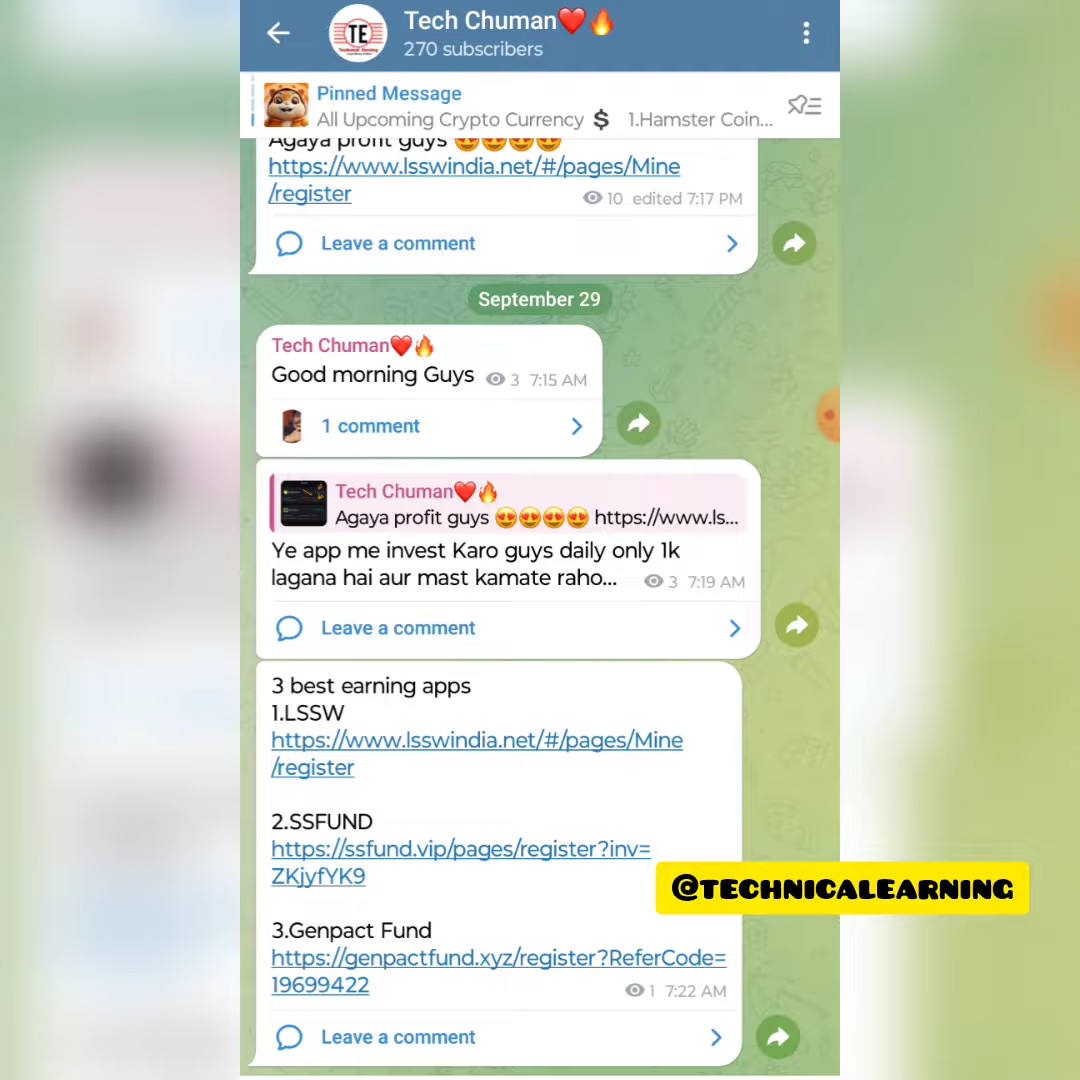 Tech Chuman❤️🔥
270 subscribers
TE
Pinned Message
All Upcoming Crypto Currency 💲 1.Hamster Coin...
Agaya profit guys 😍😍😍😍
https://www.lsswindia.net/#/pages/Mine
/register
10 edited 7:17 PM
Leave a comment
September 29
Tech Chuman❤️🔥
Good morning Guys 3 7:15 AM
1 comment
Tech Chuman❤️🔥
Agaya profit guys 😍😍😍😍 https://www.ls...
Ye app me invest Karo guys daily only 1k
lagana hai aur mast kamate raho... 3 7:19 AM
Leave a comment
3 best earning apps
1.LSSW
https://www.lsswindia.net/#/pages/Mine
/register
2.SSFUND
https://ssfund.vip/pages/register?inv=
ZKjyfYK9
@TECHNICALEARNING
3.Genpact Fund
https://genpactfund.xyz/register?ReferCode=
19699422
1 7:22 AM
Leave a comment